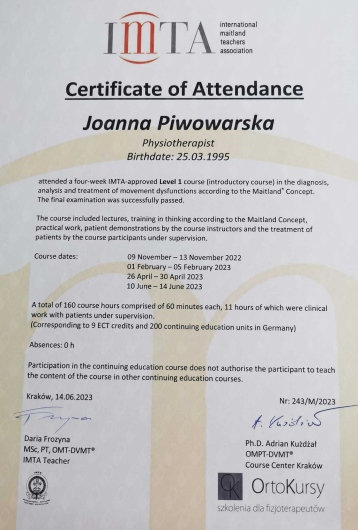 IMTA
international
maitland
teachers
association
Certificate of Attendance
Joanna Piwowarska
Physiotherapist
Birthdate: 25.03.1995
attended a four-week IMTA-approved Level 1 course (introductory course) in the diagnosis,
analysis and treatment of movement dysfunctions according to the Maitland® Concept.
The final examination was successfully passed.
The course included lectures, training in thinking according to the Maitland Concept,
practical work, patient demonstrations by the course instructors and the treatment of
patients by the course participants under supervision.
Course dates:
09 November – 13 November 2022
01 February – 05 February 2023
26 April – 30 April 2023
10 June – 14 June 2023
A total of 160 course hours comprised of 60 minutes each, 11 hours of which were clinical
work with patients under supervision.
(Corresponding to 9 ECT credits and 200 continuing education units in Germany)
Absences: 0 h
Participation in the continuing education course does not authorise the participant to teach
the content of the course in other continuing education courses.
Kraków, 14.06.2023
Nr: 243/M/2023
Daria Frozyna
MSc, PT, OMT-DVMT®
IMTA Teacher
Ph.D. Adrian Kużdżał
OMPT-DVMT®
Course Center Kraków
OK OrtoKursy
szkolenia dla fizjoterapeutów